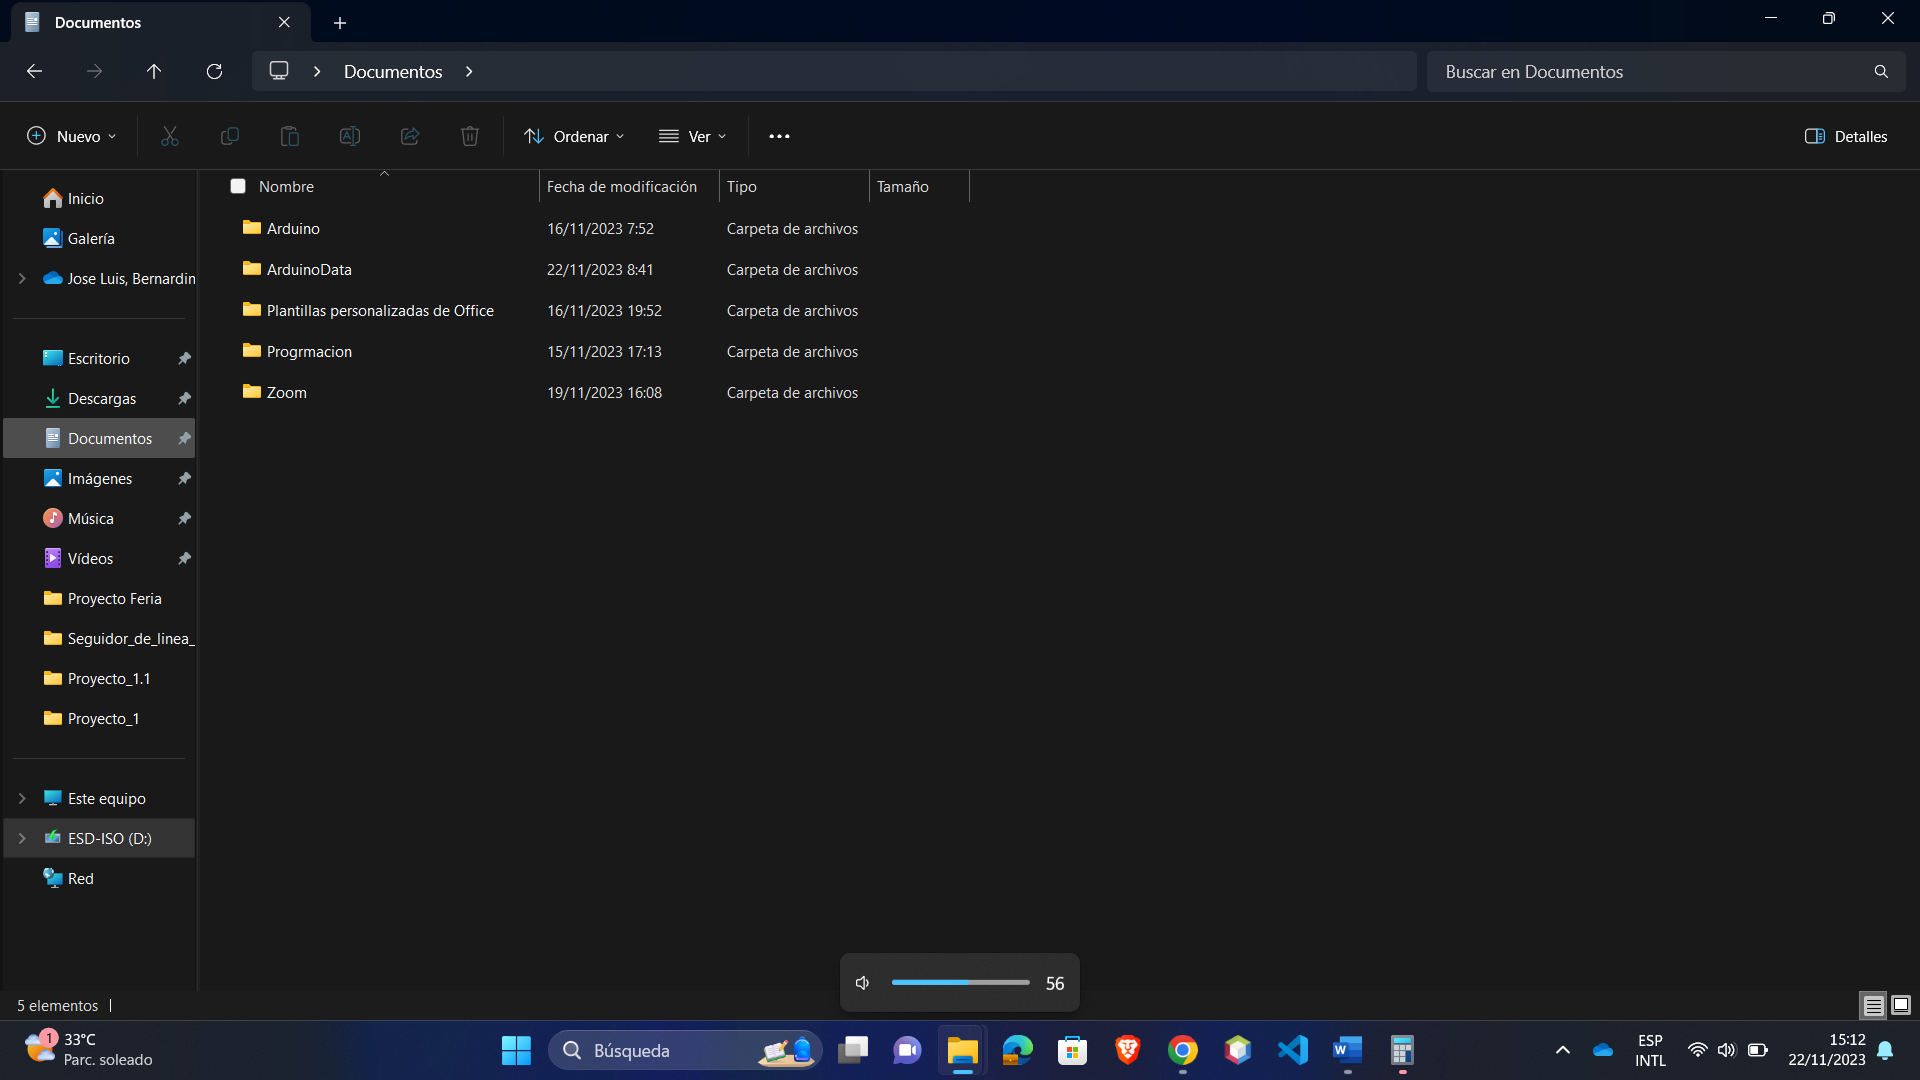 Documentos
Documentos
Buscar en Documentos
Nuevo
Ordenar
Ver
Detalles
Nombre Fecha de modificación Tipo Tamaño
Arduino 16/11/2023 7:52 Carpeta de archivos
ArduinoData 22/11/2023 8:41 Carpeta de archivos
Plantillas personalizadas de Office 16/11/2023 19:52 Carpeta de archivos
Progrmacion 15/11/2023 17:13 Carpeta de archivos
Zoom 19/11/2023 16:08 Carpeta de archivos
Inicio
Galería
Jose Luis, Bernardin
Escritorio
Descargas
Documentos
Imágenes
Música
Vídeos
Proyecto Feria
Seguidor_de_linea_
Proyecto_1.1
Proyecto_1
Este equipo
ESD-ISO (D:)
Red
56
5 elementos
1
33°C
Parc. soleado
Búsqueda
ESP
INTL
15:12
22/11/2023